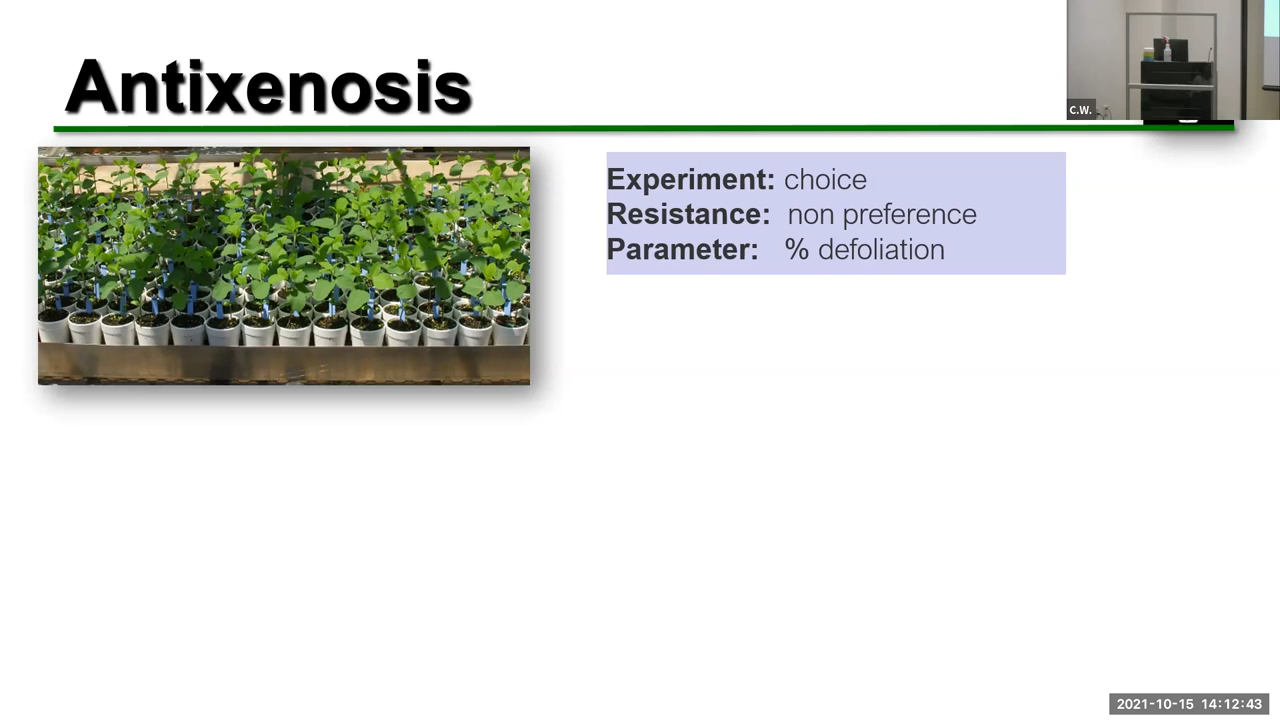 Antixenosis
C.W.
Experiment: choice
Resistance: non preference
Parameter: % defoliation
2021-10-15 14:12:43